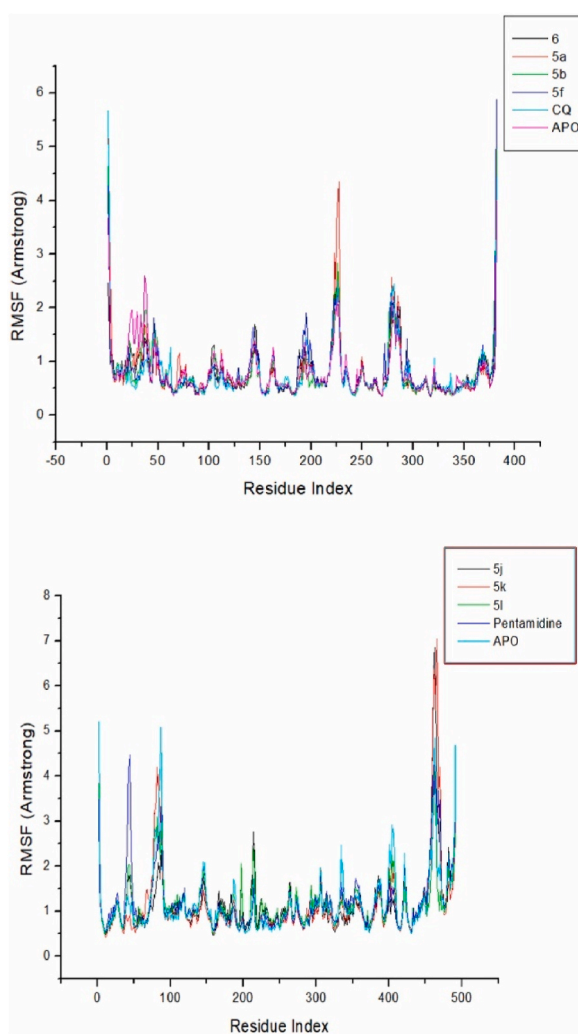 6
5a
5b
5f
CQ
APO
6
5
4
3
2
1
0
RMSF (Armstrong)
-50 0 50 100 150 200 250 300 350 400
Residue Index
5j
5k
5l
Pentamidine
APO
8
7
6
5
4
3
2
1
0
RMSF (Armstrong)
0 100 200 300 400 500
Residue Index